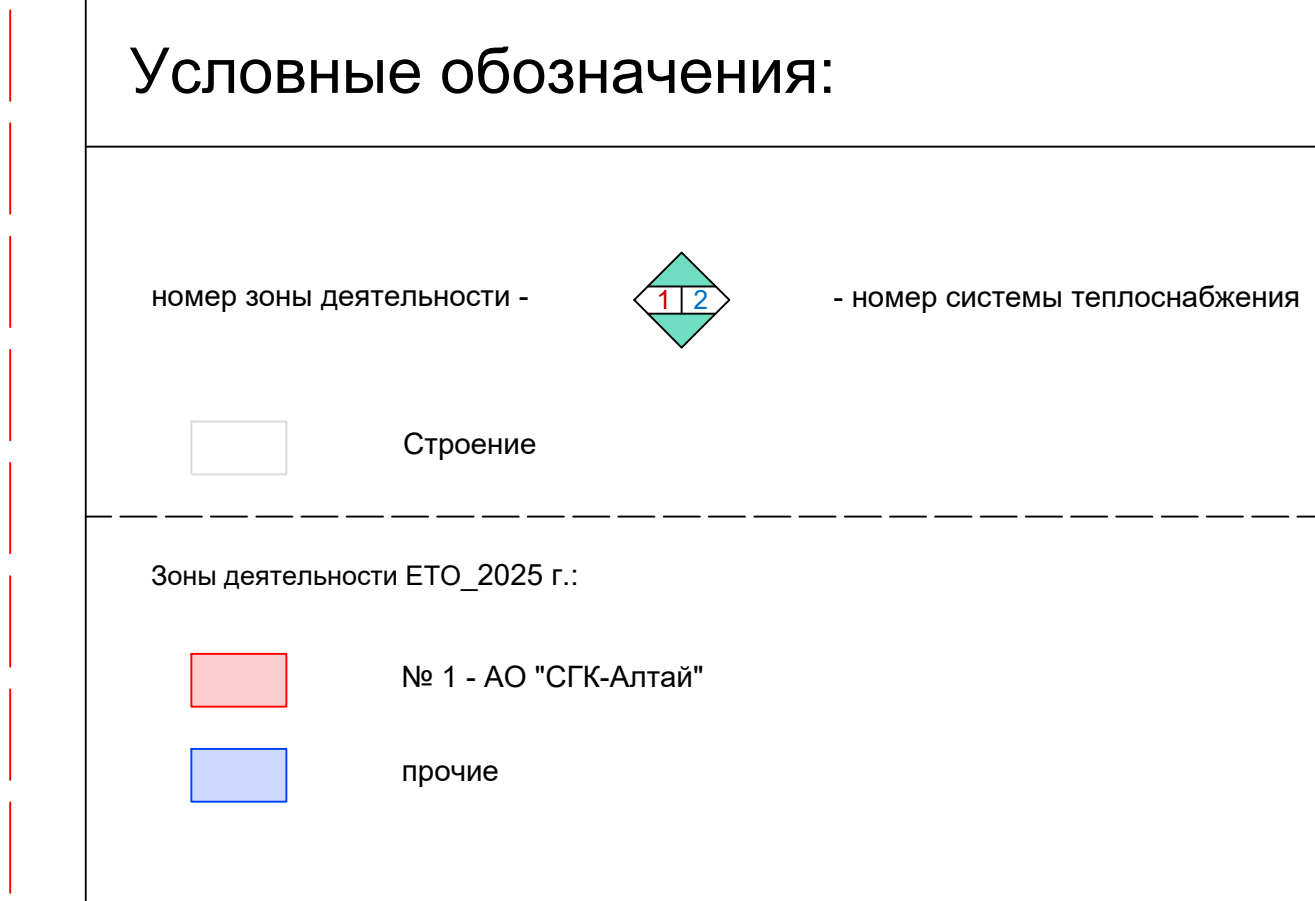 Условные обозначения:
номер зоны деятельности - 1 2 - номер системы теплоснабжения
Строение
Зоны деятельности ЕТО_2025 г.:
№ 1 - АО "СГК-Алтай"
прочие